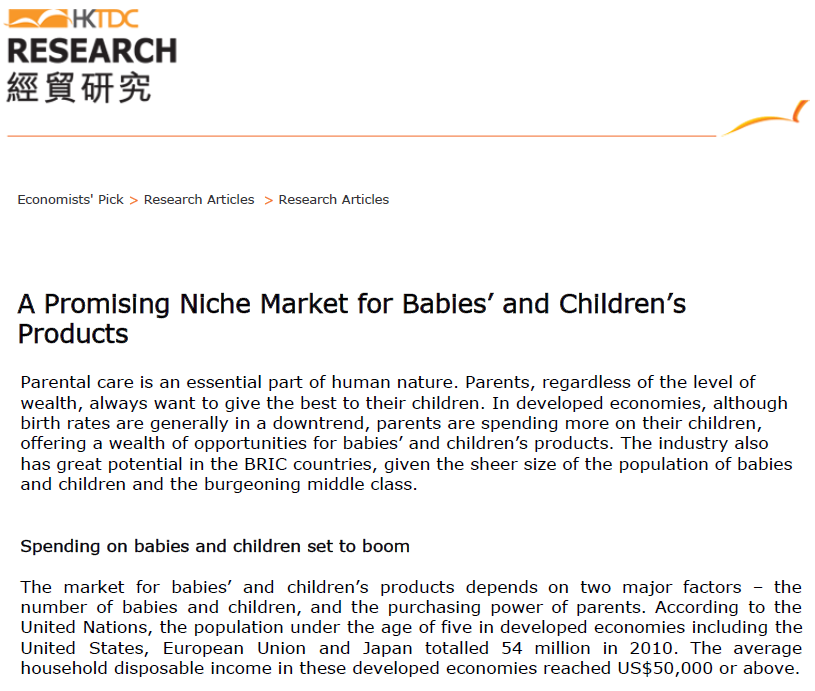 HKTDC
RESEARCH
經貿研究
Economists' Pick > Research Articles > Research Articles
A Promising Niche Market for Babies’ and Children’s
Products
Parental care is an essential part of human nature. Parents, regardless of the level of
wealth, always want to give the best to their children. In developed economies, although
birth rates are generally in a downtrend, parents are spending more on their children,
offering a wealth of opportunities for babies’ and children’s products. The industry also
has great potential in the BRIC countries, given the sheer size of the population of babies
and children and the burgeoning middle class.
Spending on babies and children set to boom
The market for babies’ and children’s products depends on two major factors – the
number of babies and children, and the purchasing power of parents. According to the
United Nations, the population under the age of five in developed economies including the
United States, European Union and Japan totalled 54 million in 2010. The average
household disposable income in these developed economies reached US$50,000 or above.